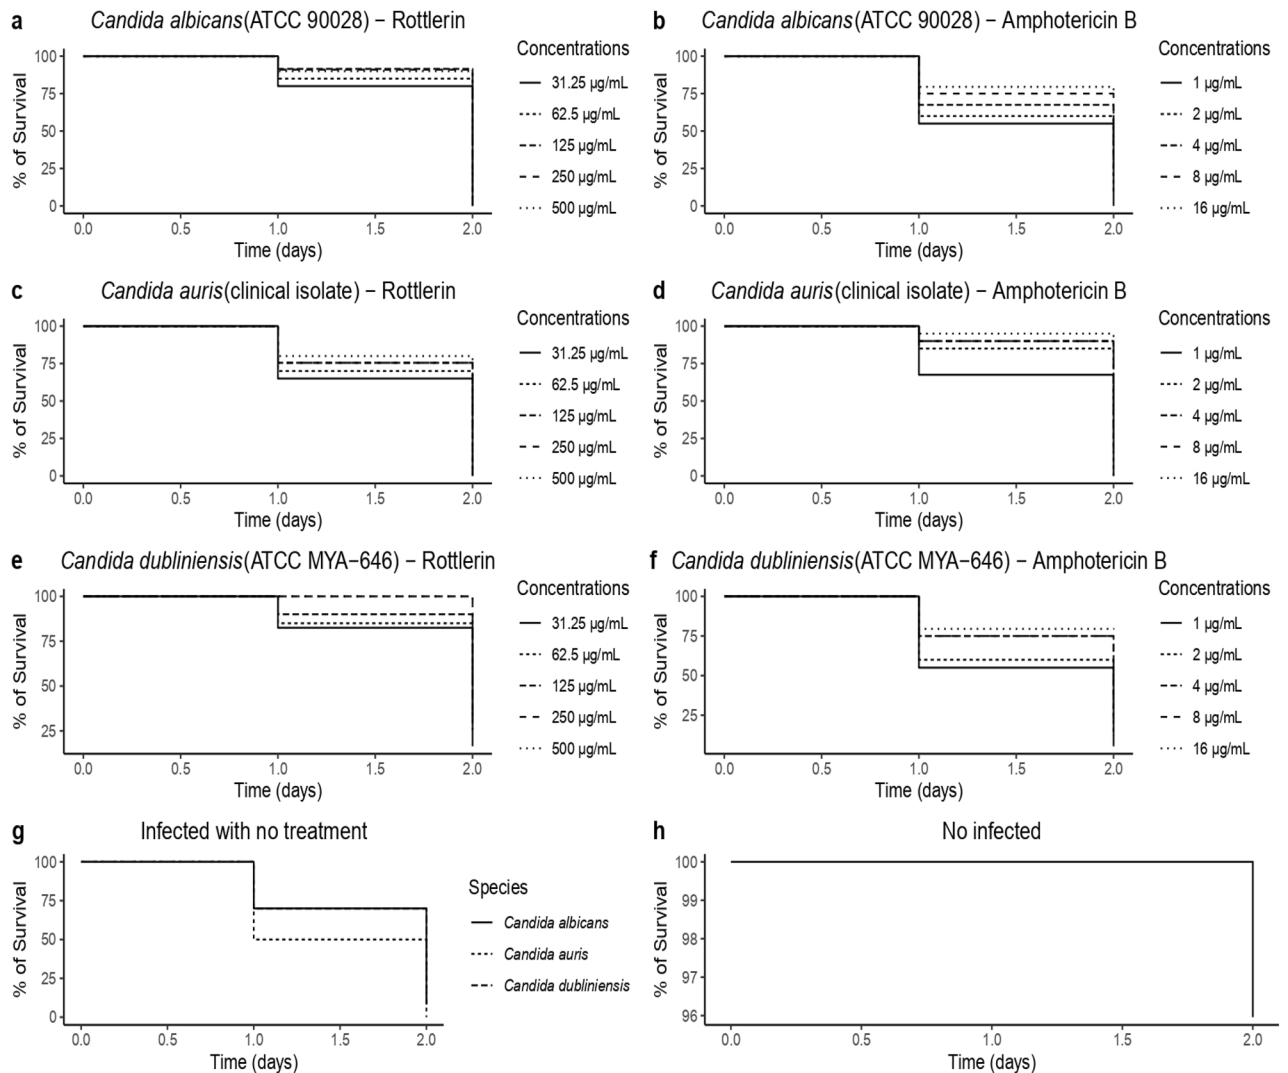 a Candida albicans(ATCC 90028) − Rottlerin
% of Survival
100
75
50
25
0
0.0 0.5 1.0 1.5 2.0
Time (days)
Concentrations
31.25 µg/mL
62.5 µg/mL
125 µg/mL
250 µg/mL
500 µg/mL
b Candida albicans(ATCC 90028) − Amphotericin B
% of Survival
100
75
50
25
0
0.0 0.5 1.0 1.5 2.0
Time (days)
Concentrations
1 µg/mL
2 µg/mL
4 µg/mL
8 µg/mL
16 µg/mL
c Candida auris(clinical isolate) − Rottlerin
% of Survival
100
75
50
25
0
0.0 0.5 1.0 1.5 2.0
Time (days)
Concentrations
31.25 µg/mL
62.5 µg/mL
125 µg/mL
250 µg/mL
500 µg/mL
d Candida auris(clinical isolate) − Amphotericin B
% of Survival
100
75
50
25
0
0.0 0.5 1.0 1.5 2.0
Time (days)
Concentrations
1 µg/mL
2 µg/mL
4 µg/mL
8 µg/mL
16 µg/mL
e Candida dubliniensis(ATCC MYA−646) − Rottlerin
% of Survival
100
75
50
25
0.0 0.5 1.0 1.5 2.0
Time (days)
Concentrations
31.25 µg/mL
62.5 µg/mL
125 µg/mL
250 µg/mL
500 µg/mL
f Candida dubliniensis(ATCC MYA−646) − Amphotericin B
% of Survival
100
75
50
25
0.0 0.5 1.0 1.5 2.0
Time (days)
Concentrations
1 µg/mL
2 µg/mL
4 µg/mL
8 µg/mL
16 µg/mL
g Infected with no treatment
% of Survival
100
75
50
25
0
0.0 0.5 1.0 1.5 2.0
Time (days)
Species
Candida albicans
Candida auris
Candida dubliniensis
h No infected
% of Survival
100
99
98
97
96
0.0 0.5 1.0 1.5 2.0
Time (days)